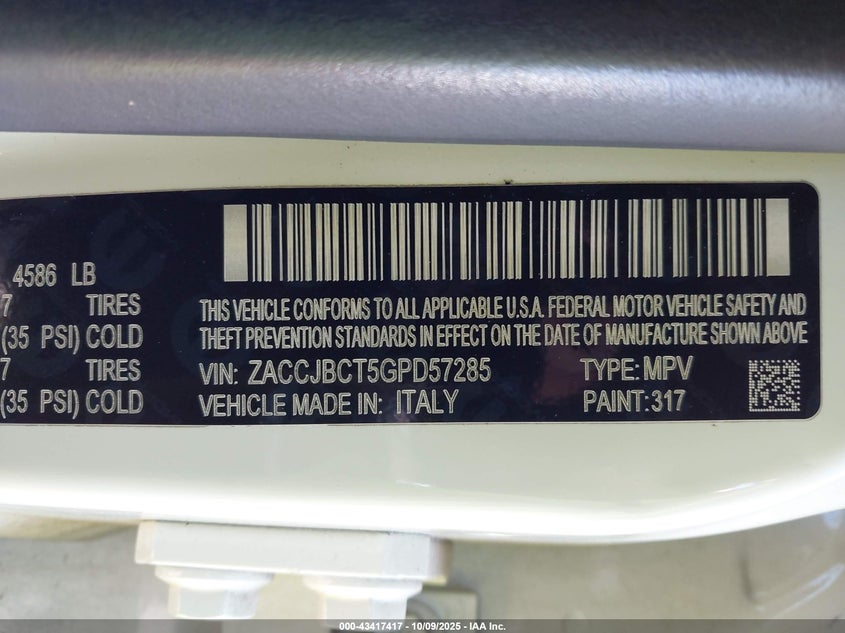 4586 LB
7 TIRES
(35 PSI) COLD
7 TIRES
(35 PSI) COLD
THIS VEHICLE CONFORMS TO ALL APPLICABLE U.S.A. FEDERAL MOTOR VEHICLE SAFETY AND
THEFT PREVENTION STANDARDS IN EFFECT ON THE DATE OF MANUFACTURE SHOWN ABOVE
VIN: ZACCJBCT5GPD57285 TYPE: MPV
VEHICLE MADE IN: ITALY PAINT: 317
000-43417417 - 10/09/2025 - IAA Inc.